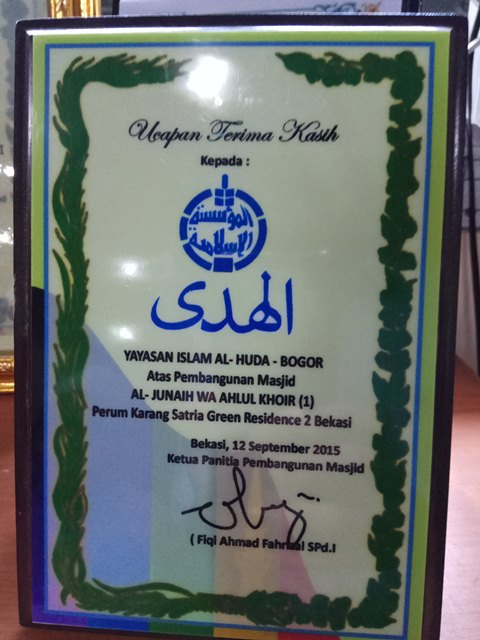 Ucapan Terima Kasih
Kepada :
المؤسسة
الإسلامية
الهدى
YAYASAN ISLAM AL- HUDA - BOGOR
Atas Pembangunan Masjid
AL- JUNAIH WA AHLUL KHOIR (1)
Perum Karang Satria Green Residence 2 Bekasi
Bekasi, 12 September 2015
Ketua Panitia Pembangunan Masjid
( Fiqi Ahmad SPd.I